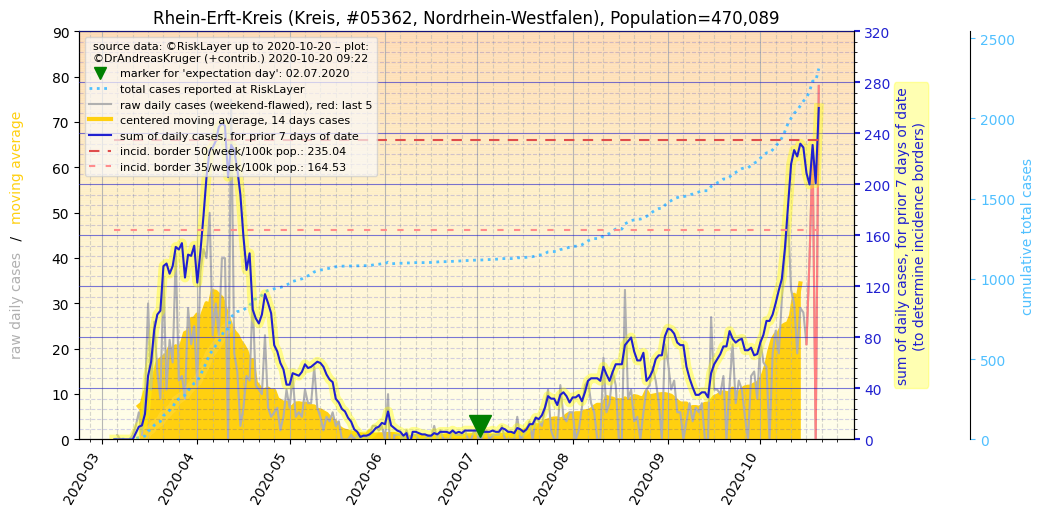 Rhein-Erft-Kreis (Kreis, #05362, Nordrhein-Westfalen), Population=470,089
source data: ©RiskLayer up to 2020-10-20 – plot:
©DrAndreasKruger (+contrib.) 2020-10-20 09:22
marker for 'expectation day': 02.07.2020
total cases reported at RiskLayer
raw daily cases (weekend-flawed), red: last 5
centered moving average, 14 days cases
sum of daily cases, for prior 7 days of date
incid. border 50/week/100k pop.: 235.04
incid. border 35/week/100k pop.: 164.53
raw daily cases / moving average
90
80
70
60
50
40
30
20
10
0
2020-03
2020-04
2020-05
2020-06
2020-07
2020-08
2020-09
2020-10
320
280
240
200
160
120
80
40
0
sum of daily cases, for prior 7 days of date
(to determine incidence borders)
2500
2000
1500
1000
500
0
cumulative total cases